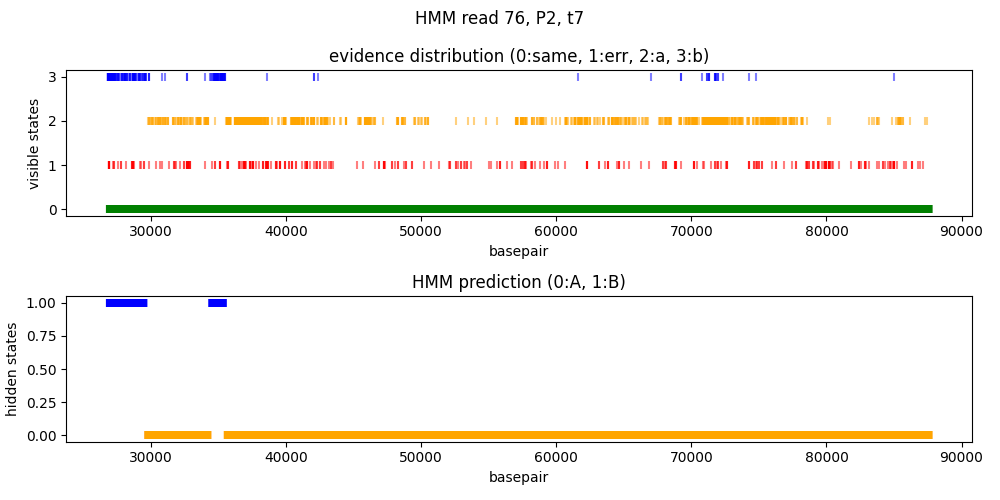 HMM read 76, P2, t7
evidence distribution (0:same, 1:err, 2:a, 3:b)
visible states
3
2
1
0
30000 40000 50000 60000 70000 80000 90000
basepair
HMM prediction (0:A, 1:B)
hidden states
1.00
0.75
0.50
0.25
0.00
30000 40000 50000 60000 70000 80000 90000
basepair